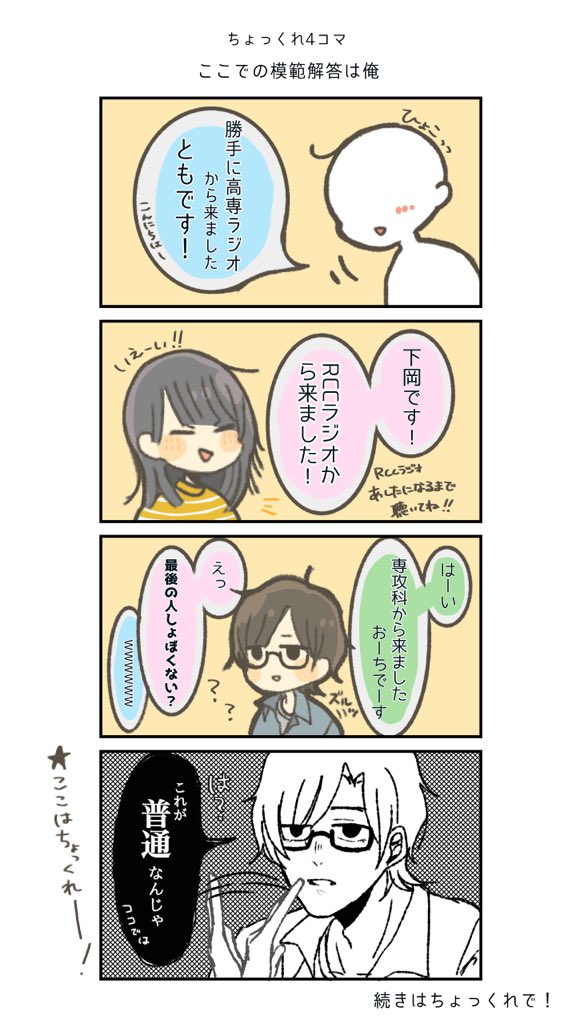 ちょっくれ4コマ
ここでの模範解答は俺
ひょこっっ
勝手に高専ラジオ
から来ました
ともです！
こんにちはー
下岡です！
RCCラジオか
ら来ました！
いえーい!!
RCCラジオ
あしたになるまで
聴いてね!!
はーい
専攻科から来ました
おーちでーす
えっ
最後の人しょぼくない？
wwwwwww
？？
ズルッ
は？
これが
普通
なんじゃ
ココでは
★ここはちょっくれー！
続きはちょっくれで！